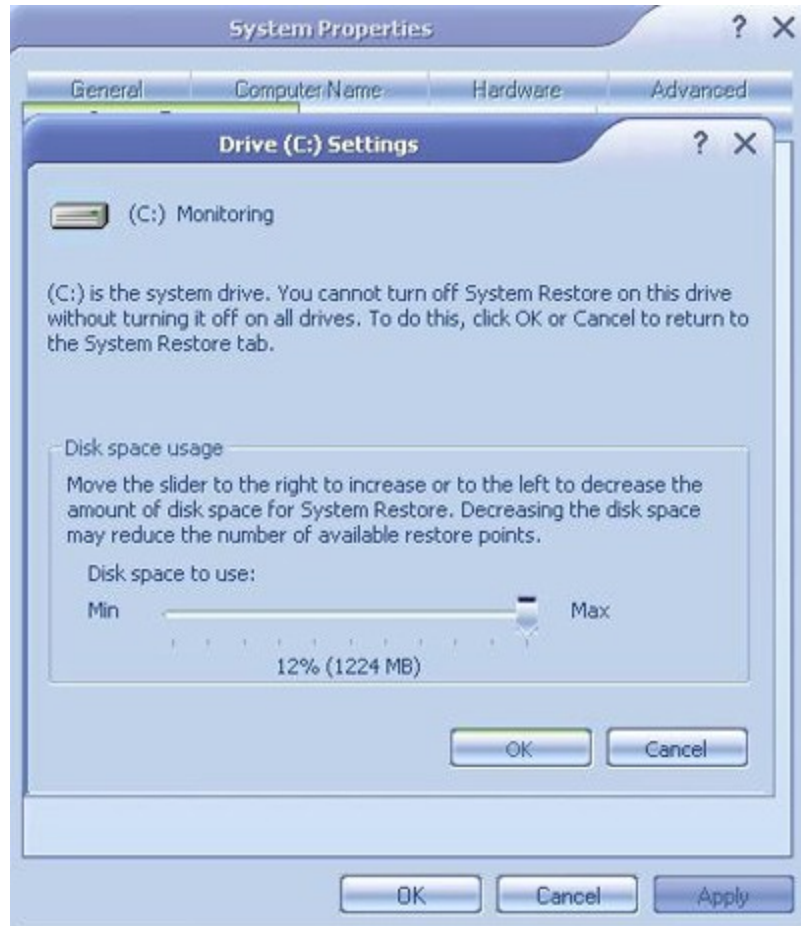 System Properties
General Computer Name Hardware Advanced
Drive (C:) Settings
(C:) Monitoring
(C:) is the system drive. You cannot turn off System Restore on this drive
without turning it off on all drives. To do this, click OK or Cancel to return to
the System Restore tab.
Disk space usage
Move the slider to the right to increase or to the left to decrease the
amount of disk space for System Restore. Decreasing the disk space
may reduce the number of available restore points.
Disk space to use:
Min Max
12% (1224 MB)
OK Cancel
OK Cancel Apply